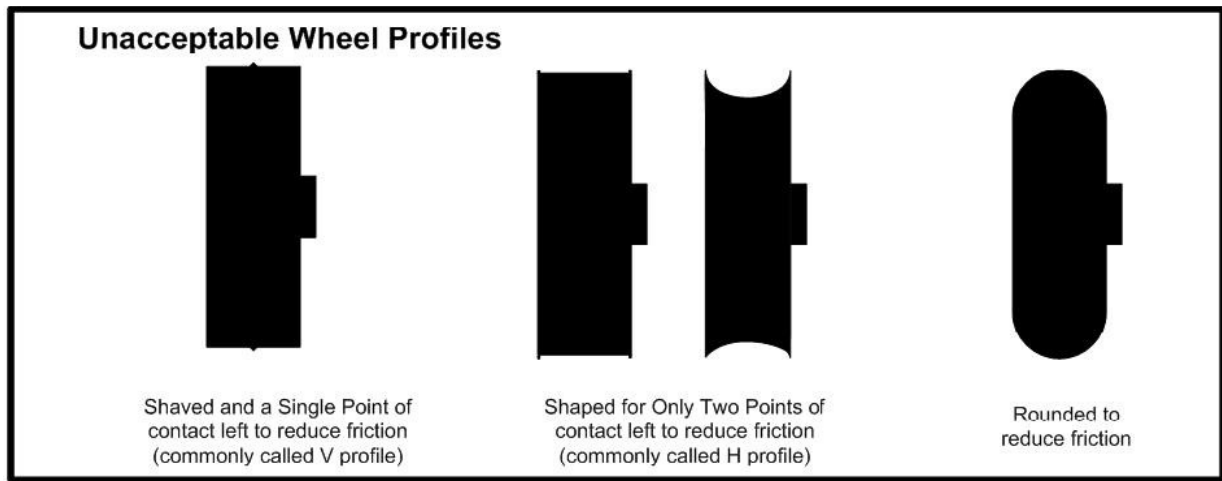 Unacceptable Wheel Profiles
Shaved and a Single Point of
contact left to reduce friction
(commonly called V profile)
Shaped for Only Two Points of
contact left to reduce friction
(commonly called H profile)
Rounded to
reduce friction